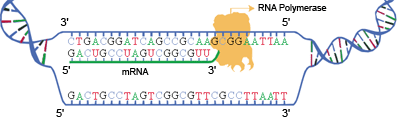 RNA Polymerase
3' 5'
CTGACGGATCAGCCGCAAGCGGAATTAA
GACUGCCUAGUCGGCGUU
5' mRNA 3'
GACTGCCTAGTCGGCGTTCGCCTTAATT
5' 3'